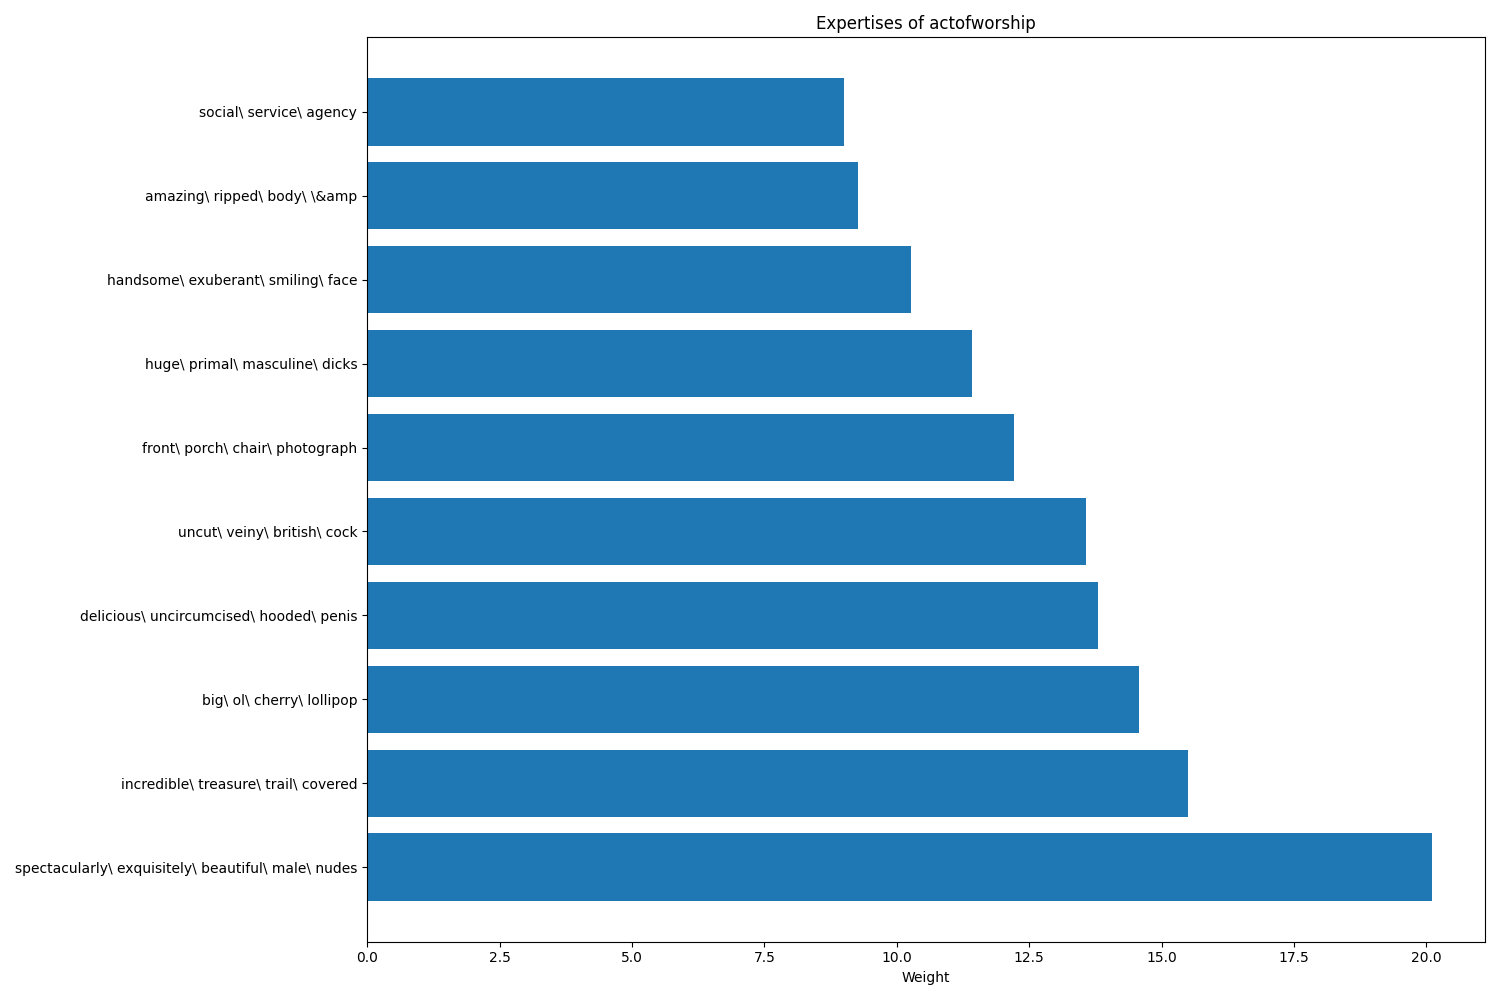 Expertises of actofworship
social\ service\ agency
amazing\ ripped\ body\ \&amp
handsome\ exuberant\ smiling\ face
huge\ primal\ masculine\ dicks
front\ porch\ chair\ photograph
uncut\ veiny\ british\ cock
delicious\ uncircumcised\ hooded\ penis
big\ ol\ cherry\ lollipop
incredible\ treasure\ trail\ covered
spectacularly\ exquisitely\ beautiful\ male\ nudes
0.0 2.5 5.0 7.5 10.0 12.5 15.0 17.5 20.0
Weight